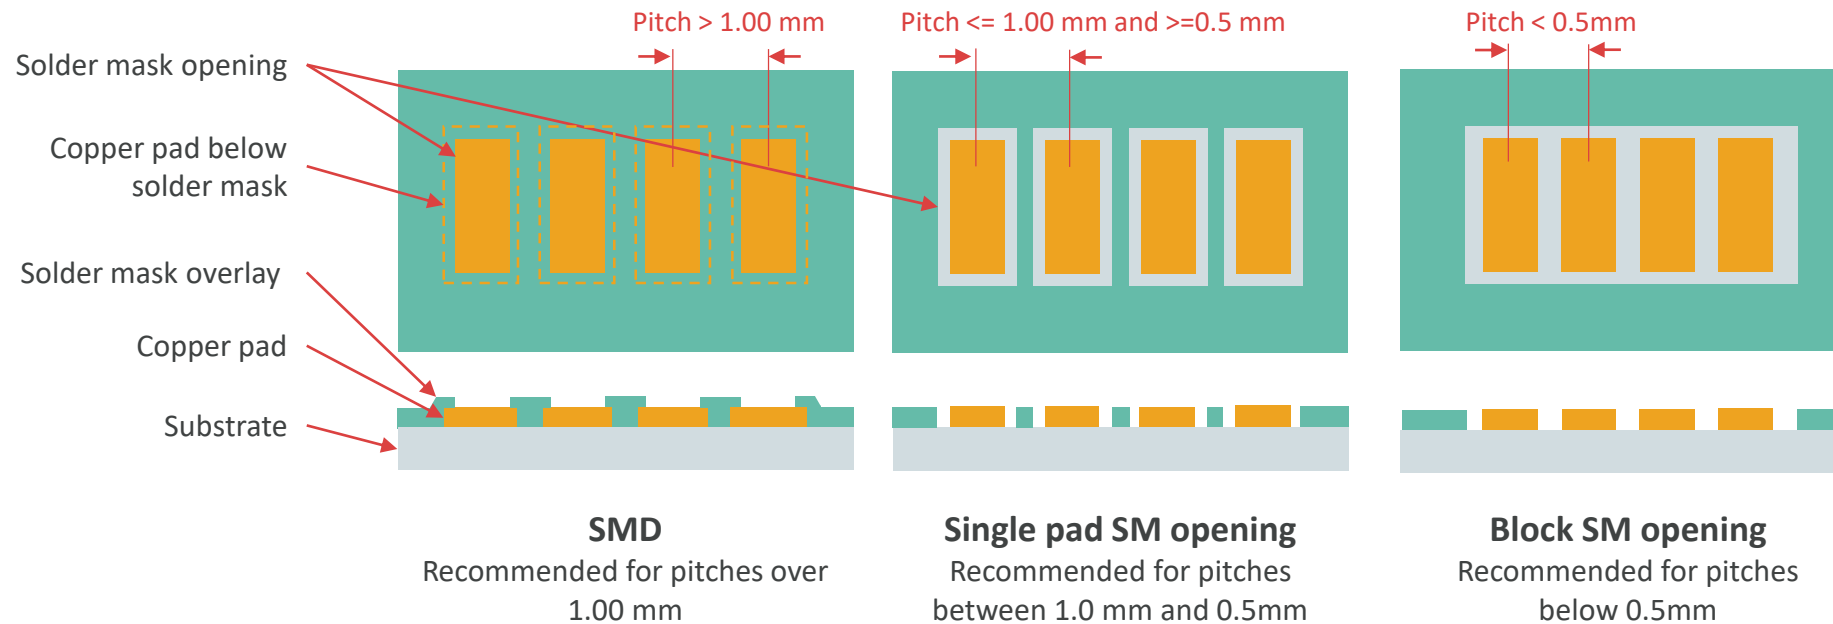 Pitch > 1.00 mm
Pitch <= 1.00 mm and >=0.5 mm
Pitch < 0.5mm
Solder mask opening
Copper pad below
solder mask
Solder mask overlay
Copper pad
Substrate
SMD
Recommended for pitches over
1.00 mm
Single pad SM opening
Recommended for pitches
between 1.0 mm and 0.5mm
Block SM opening
Recommended for pitches
below 0.5mm